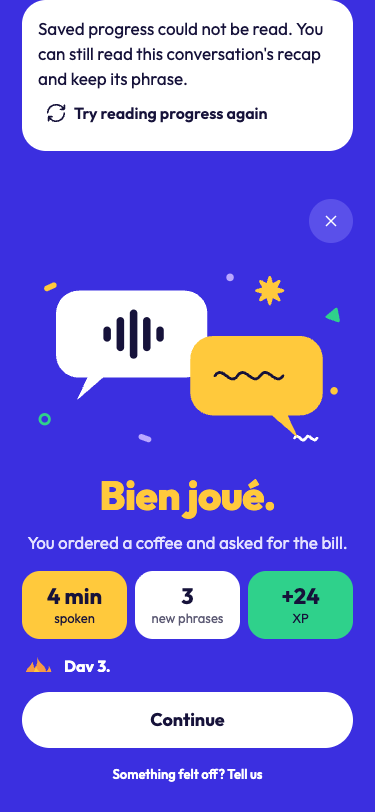 Saved progress could not be read. You
can still read this conversation's recap
and keep its phrase.
Try reading progress again
Bien joué.
You ordered a coffee and asked for the bill.
4 min
spoken
3
new phrases
+24
XP
Day 3.
Continue
Something felt off? Tell us